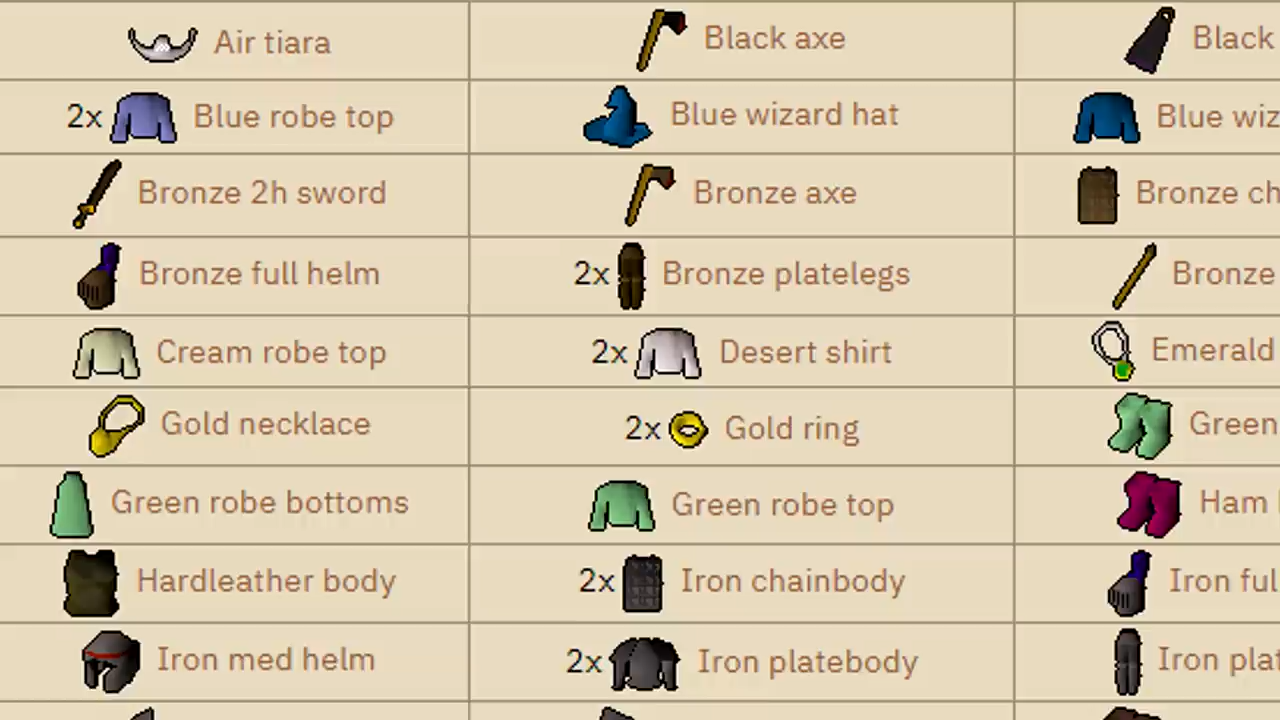 Air tiara Black axe Black
2x Blue robe top Blue wizard hat Blue wiz
Bronze 2h sword Bronze axe Bronze ch
Bronze full helm 2x Bronze platelegs Bronze
Cream robe top 2x Desert shirt Emerald
Gold necklace 2x Gold ring Green
Green robe bottoms Green robe top Ham
Hardleather body 2x Iron chainbody Iron ful
Iron med helm 2x Iron platebody Iron plat